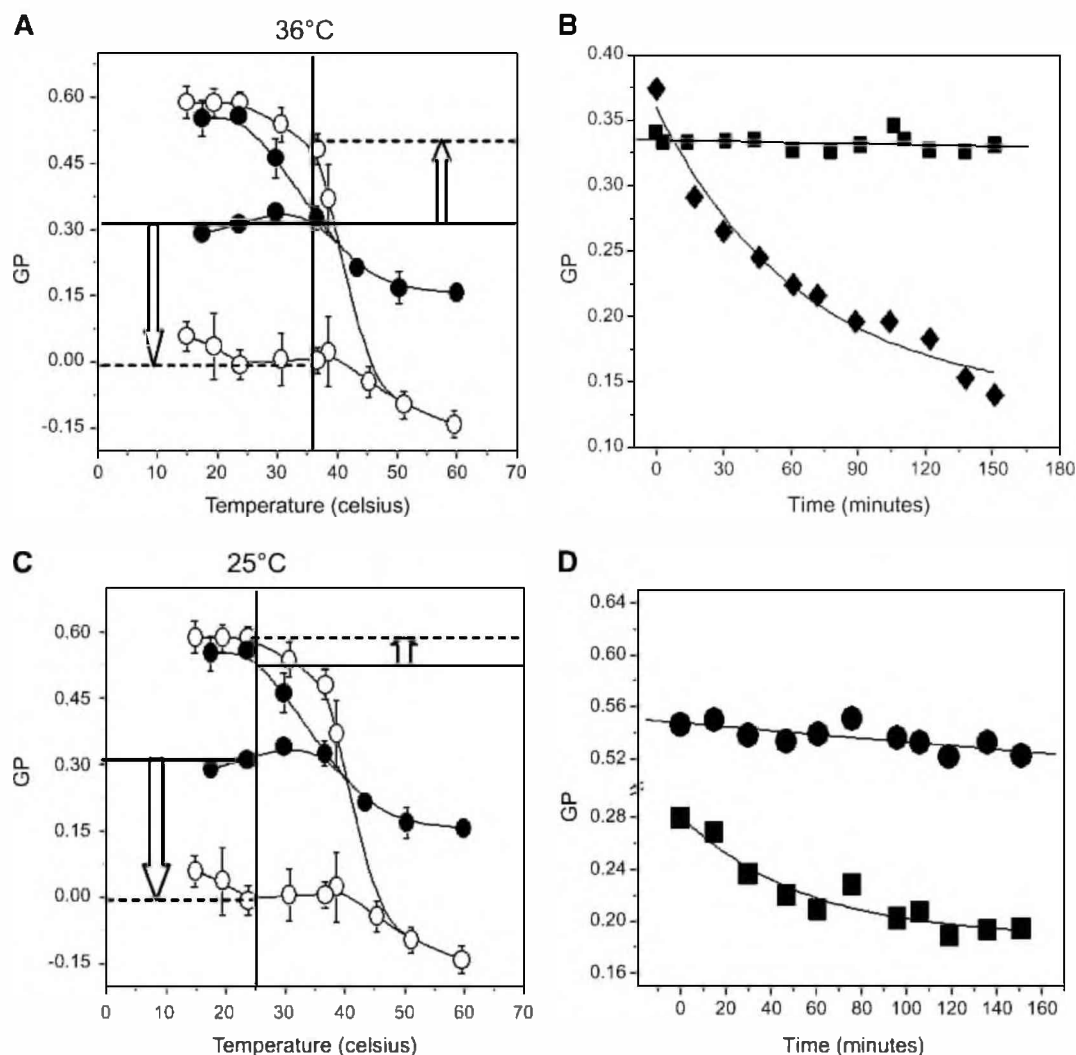 A
36°C
0.60
0.45
0.30
0.15
0.00
-0.15
GP
0 10 20 30 40 50 60 70
Temperature (celsius)
B
0.40
0.35
0.30
0.25
0.20
0.15
0.10
GP
0 30 60 90 120 150 180
Time (minutes)
C
25°C
0.60
0.45
0.30
0.15
0.00
-0.15
GP
0 10 20 30 40 50 60 70
Temperature (celsius)
D
0.64
0.60
0.56
0.52
0.28
0.24
0.20
0.16
GP
0 20 40 60 80 100 120 140 160
Time (minutes)